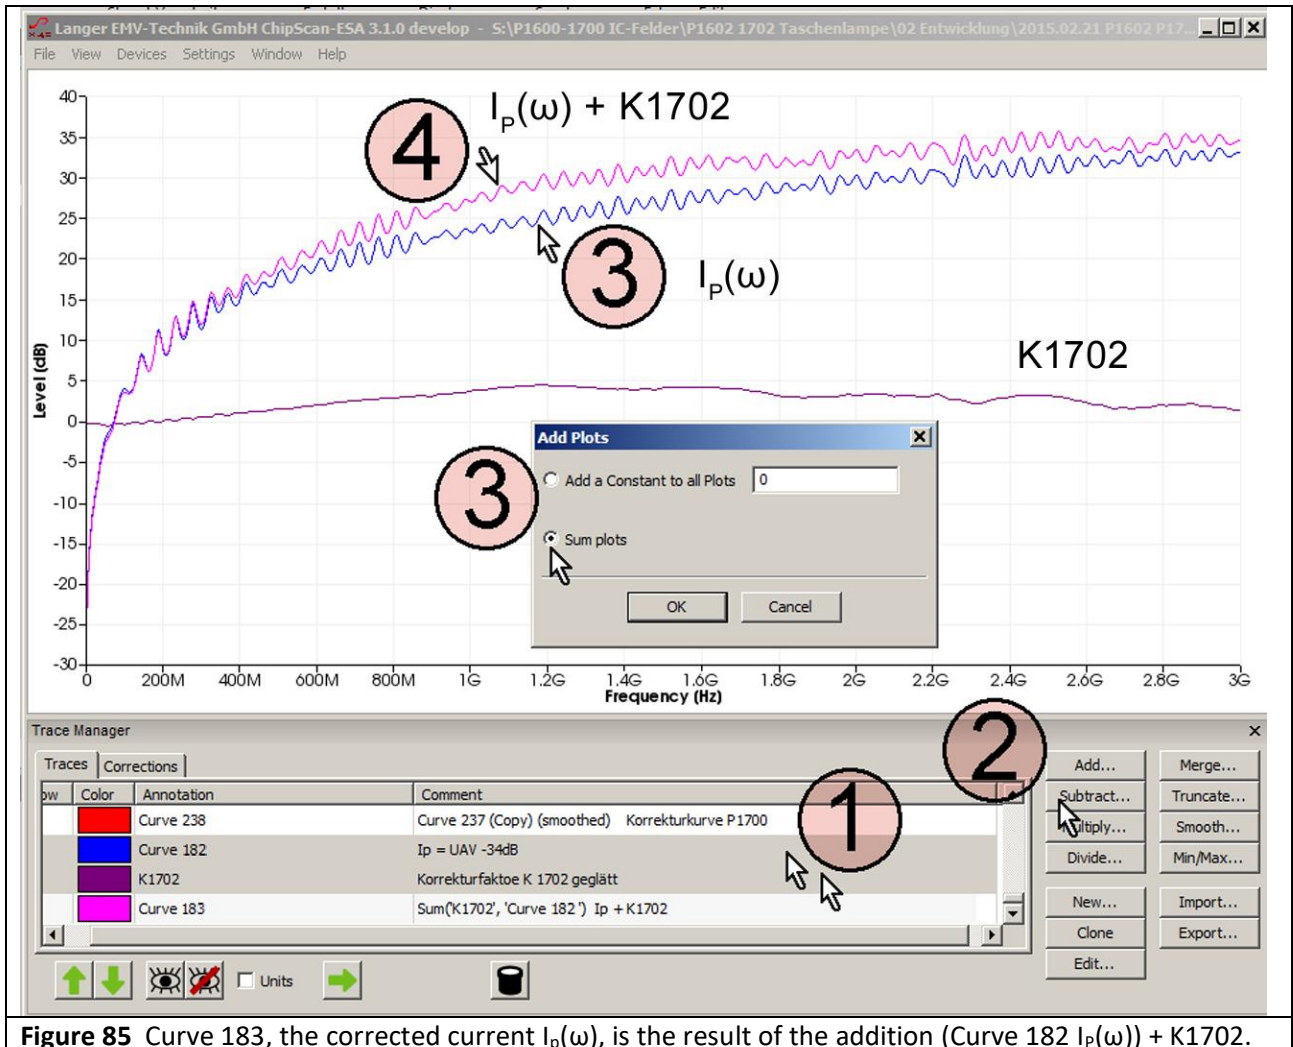 Langer EMV-Technik GmbH ChipScan-ESA 3.1.0 develop - S:\P1600-1700 IC-Felder\P1602 1702 Taschenlampe\02 Entwicklung\2015.02.21 P1602 P17...
File View Devices Settings Window Help
40
35
30
25
20
15
10
5
0
-5
-10
-15
-20
-25
-30
Level (dB)
4
I_P(ω) + K1702
3
I_P(ω)
K1702
3
Add Plots
Add a Constant to all Plots 0
Sum plots
OK Cancel
0 200M 400M 600M 800M 1G 1.2G 1.4G 1.6G 1.8G 2G 2.2G 2.4G 2.6G 2.8G 3G
Frequency (Hz)
Trace Manager
Traces Corrections
ow Color Annotation Comment
Curve 238 Curve 237 (Copy) (smoothed) Korrekturkurve P1700
Curve 182 Ip = UAV -34dB
K1702 Korrekturfaktoe K 1702 geglätt
Curve 183 Sum('K1702', 'Curve 182 ') Ip + K1702
1
2
Add... Merge...
Subtract... Truncate...
Multiply... Smooth...
Divide... Min/Max...
New... Import...
Clone Export...
Edit...
Units
Figure 85 Curve 183, the corrected current Iₚ(ω), is the result of the addition (Curve 182 I_P(ω)) + K1702.